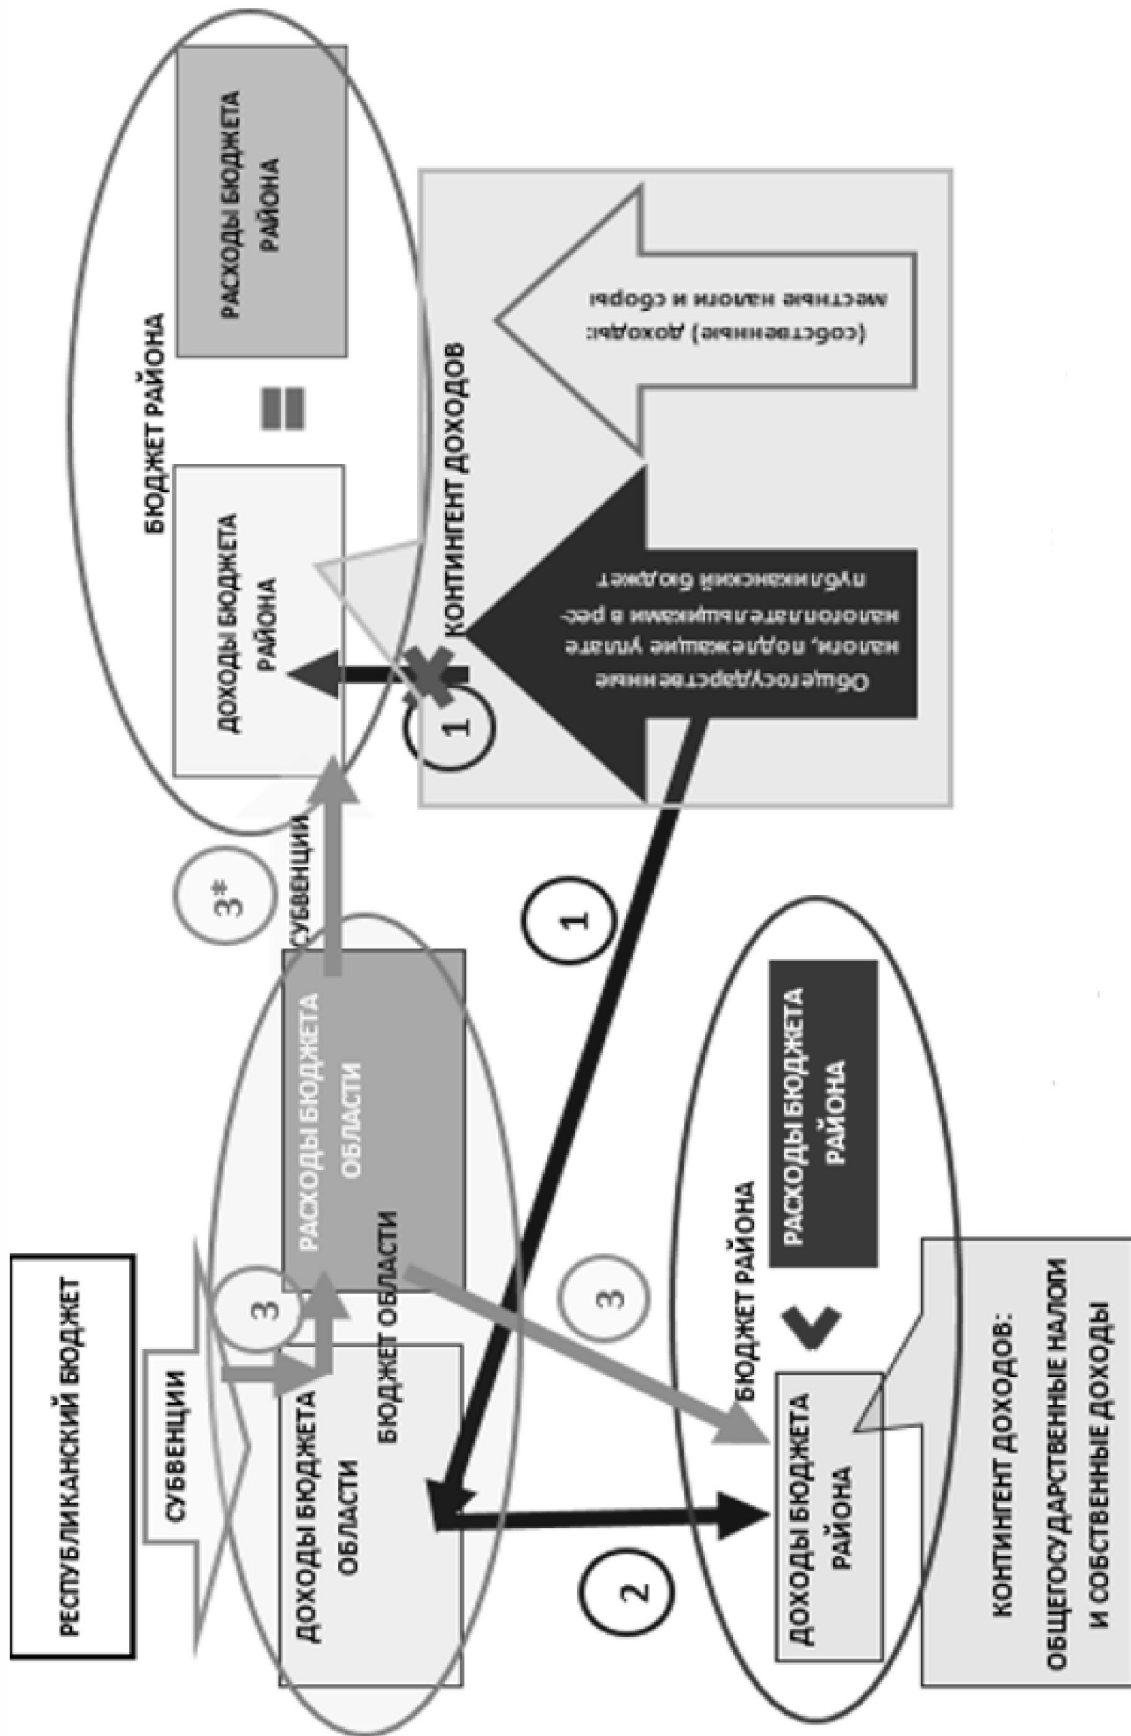 РЕСПУБЛИКАНСКИЙ БЮДЖЕТ
СУБВЕНЦИИ
3
ДОХОДЫ БЮДЖЕТА
ОБЛАСТИ
РАСХОДЫ БЮДЖЕТА
ОБЛАСТИ
БЮДЖЕТ ОБЛАСТИ
3*
СУБВЕНЦИИ
БЮДЖЕТ РАЙОНА
ДОХОДЫ БЮДЖЕТА
РАЙОНА
=
РАСХОДЫ БЮДЖЕТА
РАЙОНА
1
КОНТИНГЕНТ ДОХОДОВ
Общегосударственные
налоги, подлежащие уплате
налогоплательщиками в рес-
публиканский бюджет
(собственные) доходы:
местные налоги и сборы
1
2
3
БЮДЖЕТ РАЙОНА
ДОХОДЫ БЮДЖЕТА
РАЙОНА
<
РАСХОДЫ БЮДЖЕТА
РАЙОНА
КОНТИНГЕНТ ДОХОДОВ:
ОБЩЕГОСУДАРСТВЕННЫЕ НАЛОГИ
И СОБСТВЕННЫЕ ДОХОДЫ